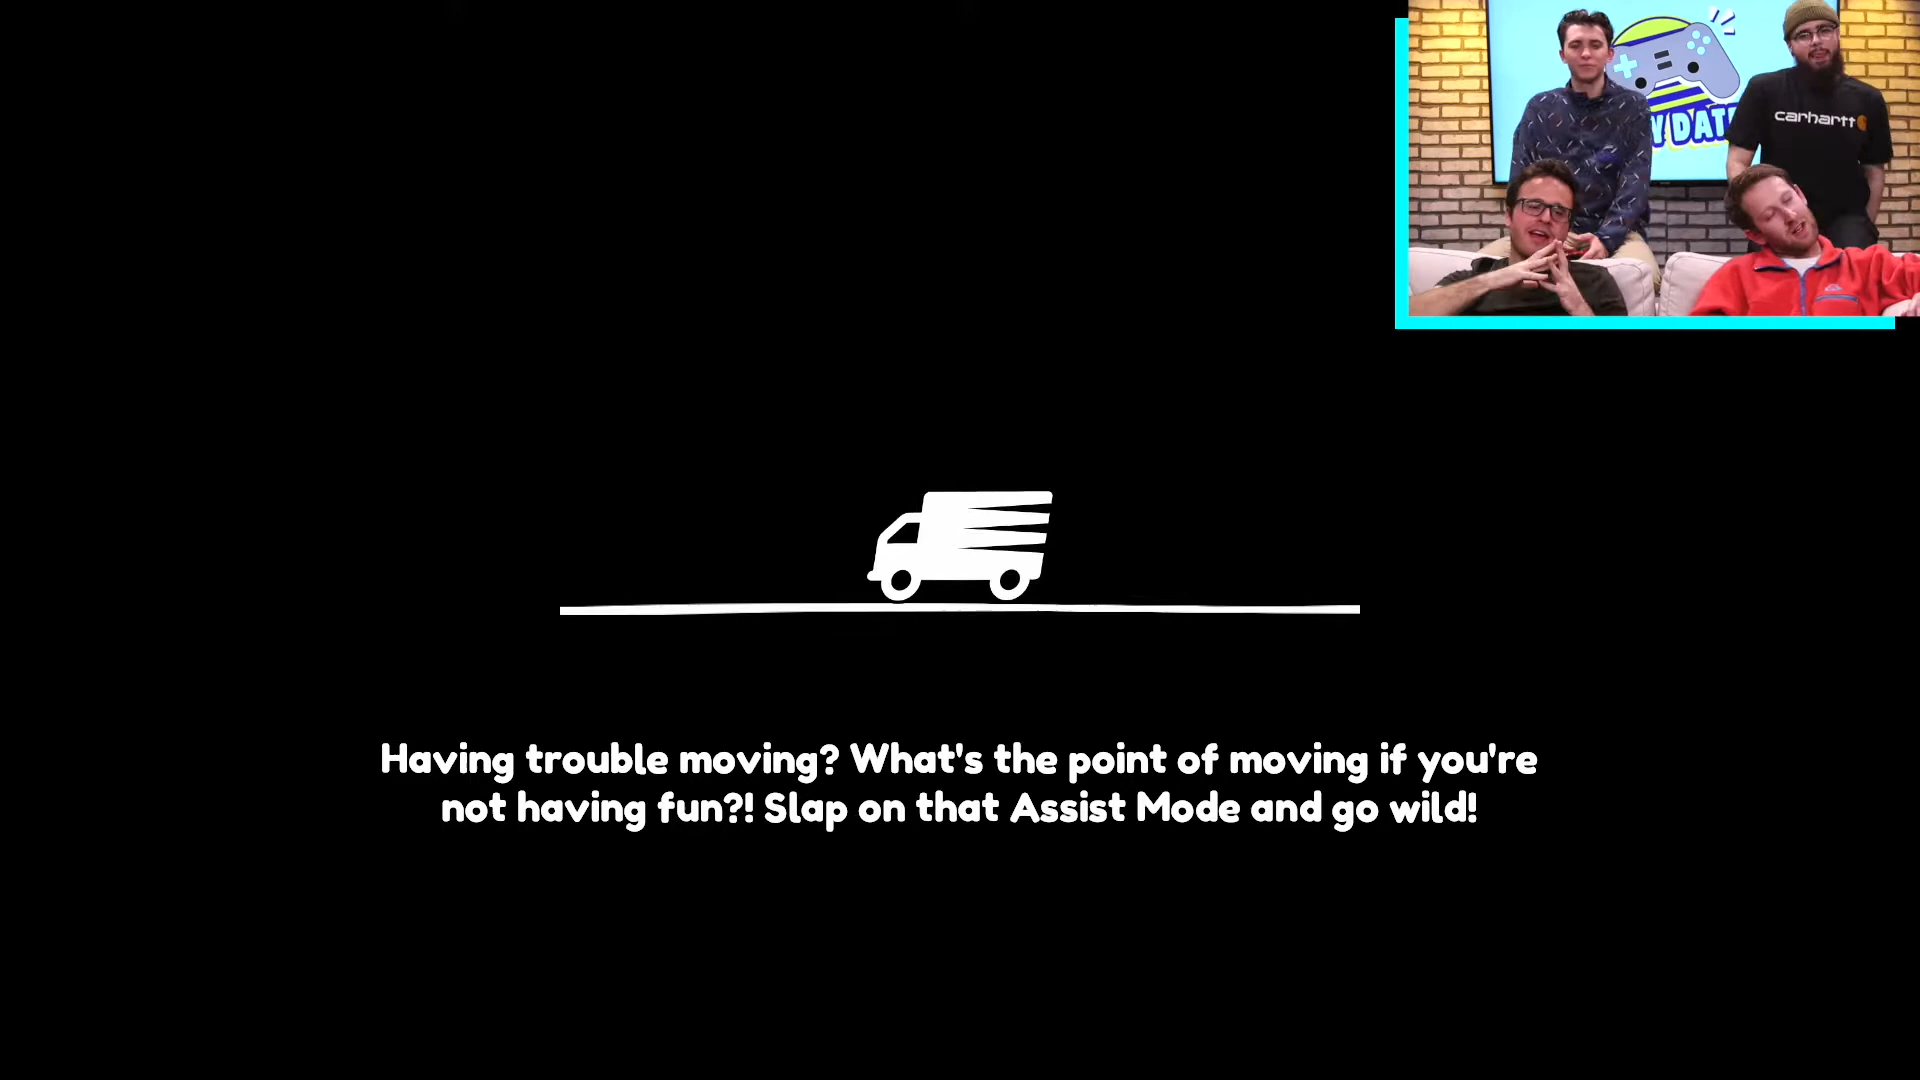 Y DAT
carhartt
Having trouble moving? What's the point of moving if you're
not having fun?! Slap on that Assist Mode and go wild!